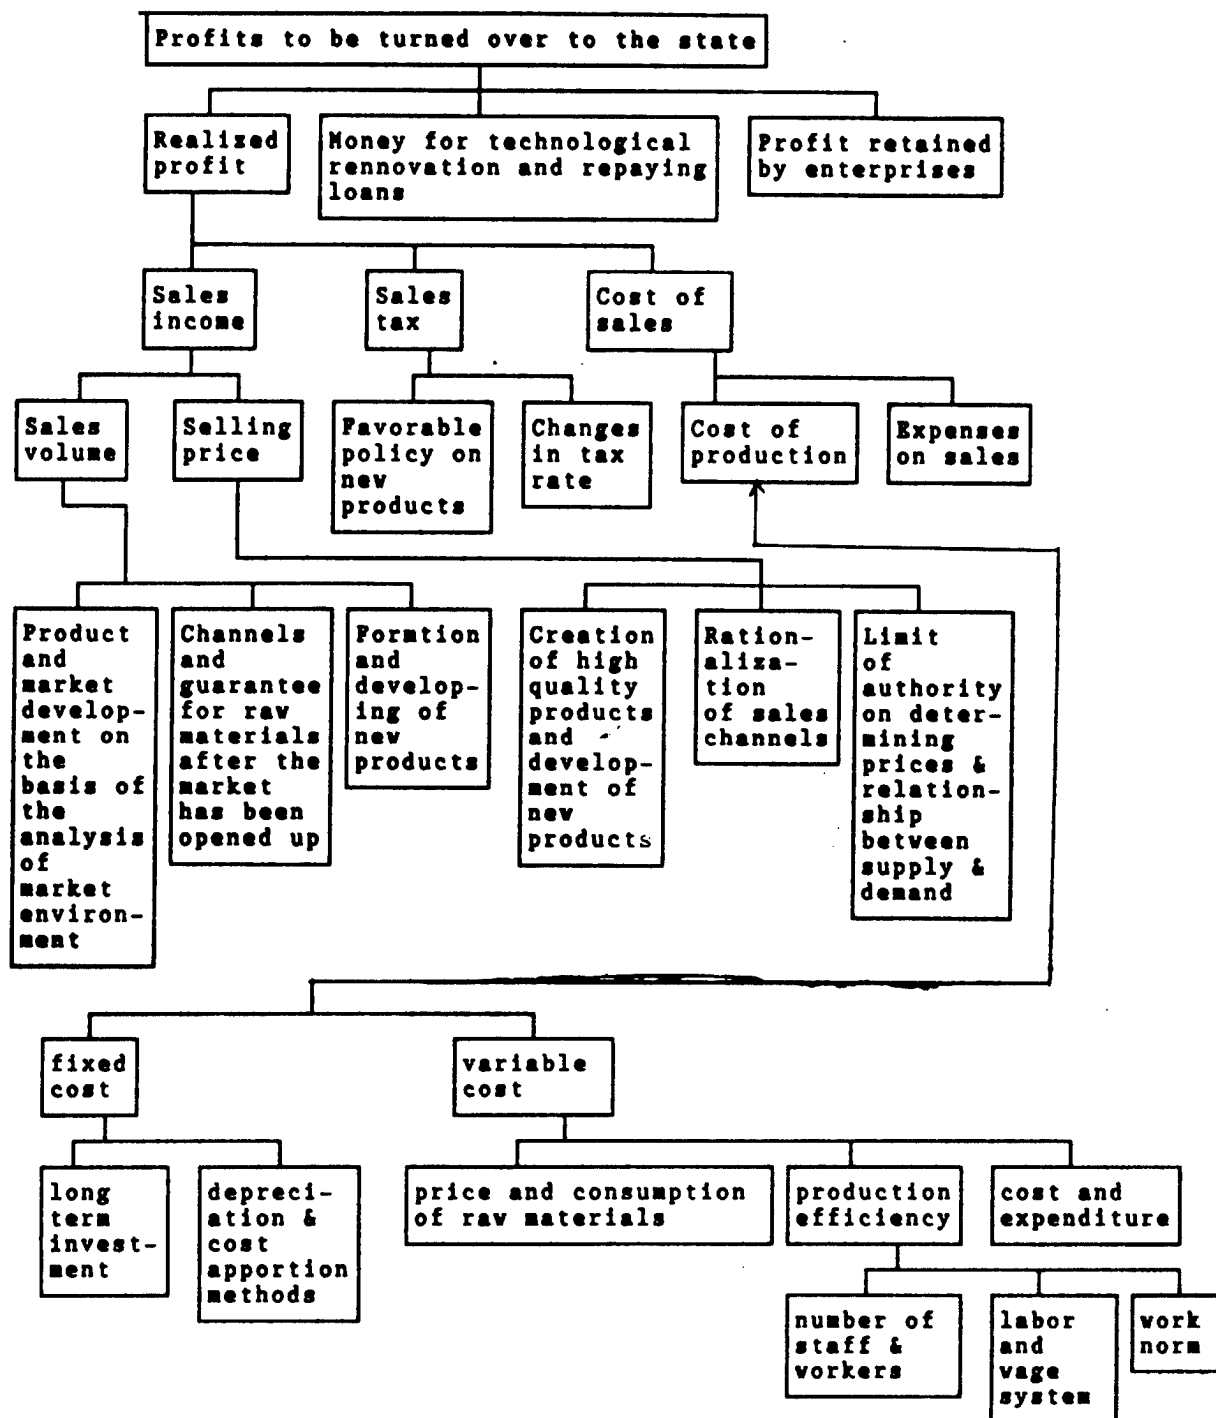 Profits to be turned over to the state
Realized
profit
Money for technological
rennovation and repaying
loans
Profit retained
by enterprises
Sales
income
Sales
tax
Cost of
sales
Sales
volume
Selling
price
Favorable
policy on
new
products
Changes
in tax
rate
Cost of
production
Expenses
on sales
Product
and
market
develop-
ment on
the
basis of
the
analysis
of
market
environ-
ment
Channels
and
guarantee
for raw
materials
after the
market
has been
opened up
Formtion
and
develop-
ing of
new
products
Creation
of high
quality
products
and
develop-
ment of
new
products
Ration-
aliza-
tion
of sales
channels
Limit
of
authority
on deter-
mining
prices &
relation-
ship
between
supply &
demand
fixed
cost
variable
cost
long
term
invest-
ment
depreci-
ation &
cost
apportion
methods
price and consumption
of raw materials
production
efficiency
cost and
expenditure
number of
staff &
workers
labor
and
vage
system
work
norm